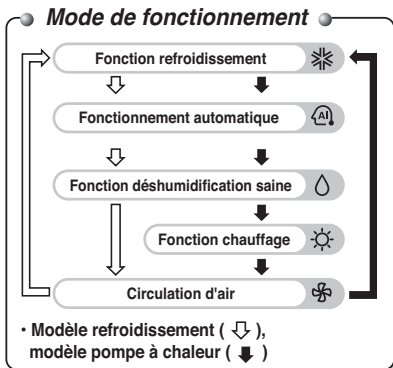 Mode de fonctionnement
Fonction refroidissement
Fonctionnement automatique
AI
Fonction déshumidification saine
Fonction chauffage
Circulation d'air
• Modèle refroidissement ( ⇩ ),
modèle pompe à chaleur ( 🡇 )